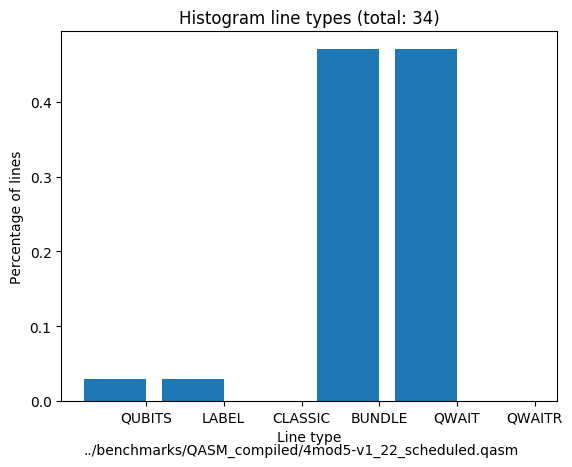 Histogram line types (total: 34)
Percentage of lines
0.4
0.3
0.2
0.1
0.0
QUBITS LABEL CLASSIC BUNDLE QWAIT QWAITR
Line type
../benchmarks/QASM_compiled/4mod5-v1_22_scheduled.qasm